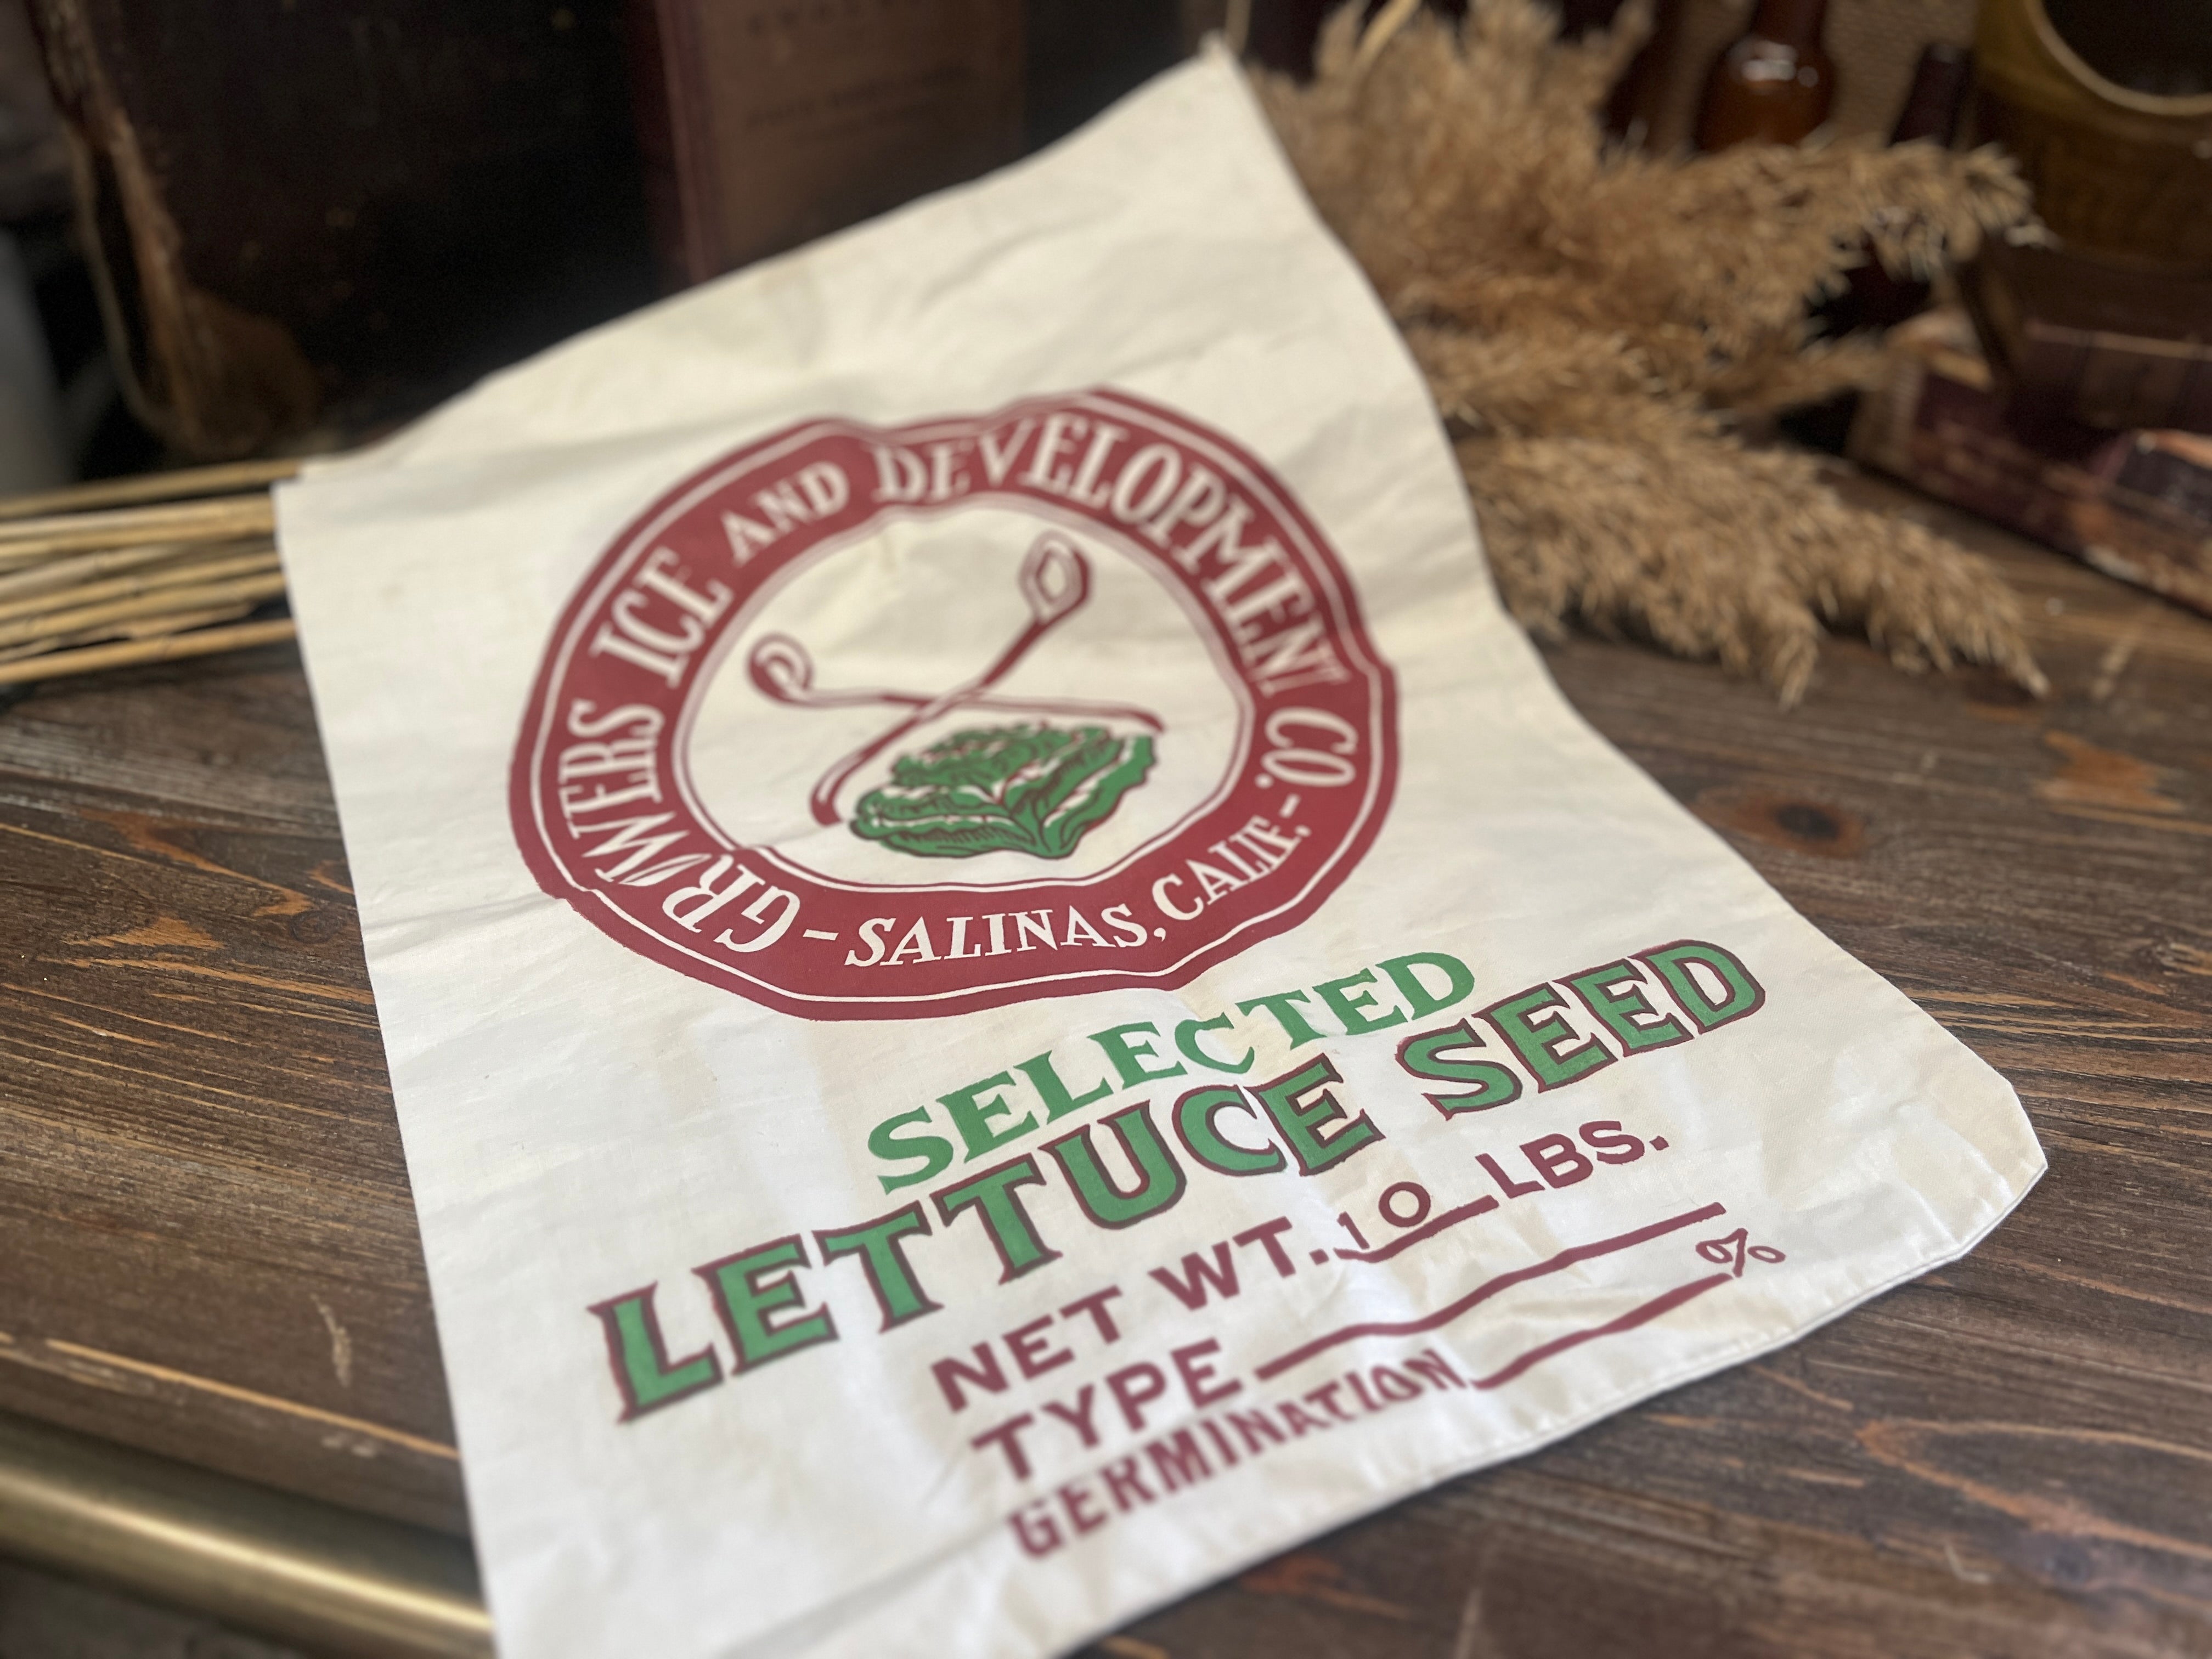 GROWERS ICE AND DEVELOPMENT CO.
- SALINAS, CALIF. -
SELECTED
LETTUCE SEED
NET WT. 10 LBS.
TYPE
GERMINATION %